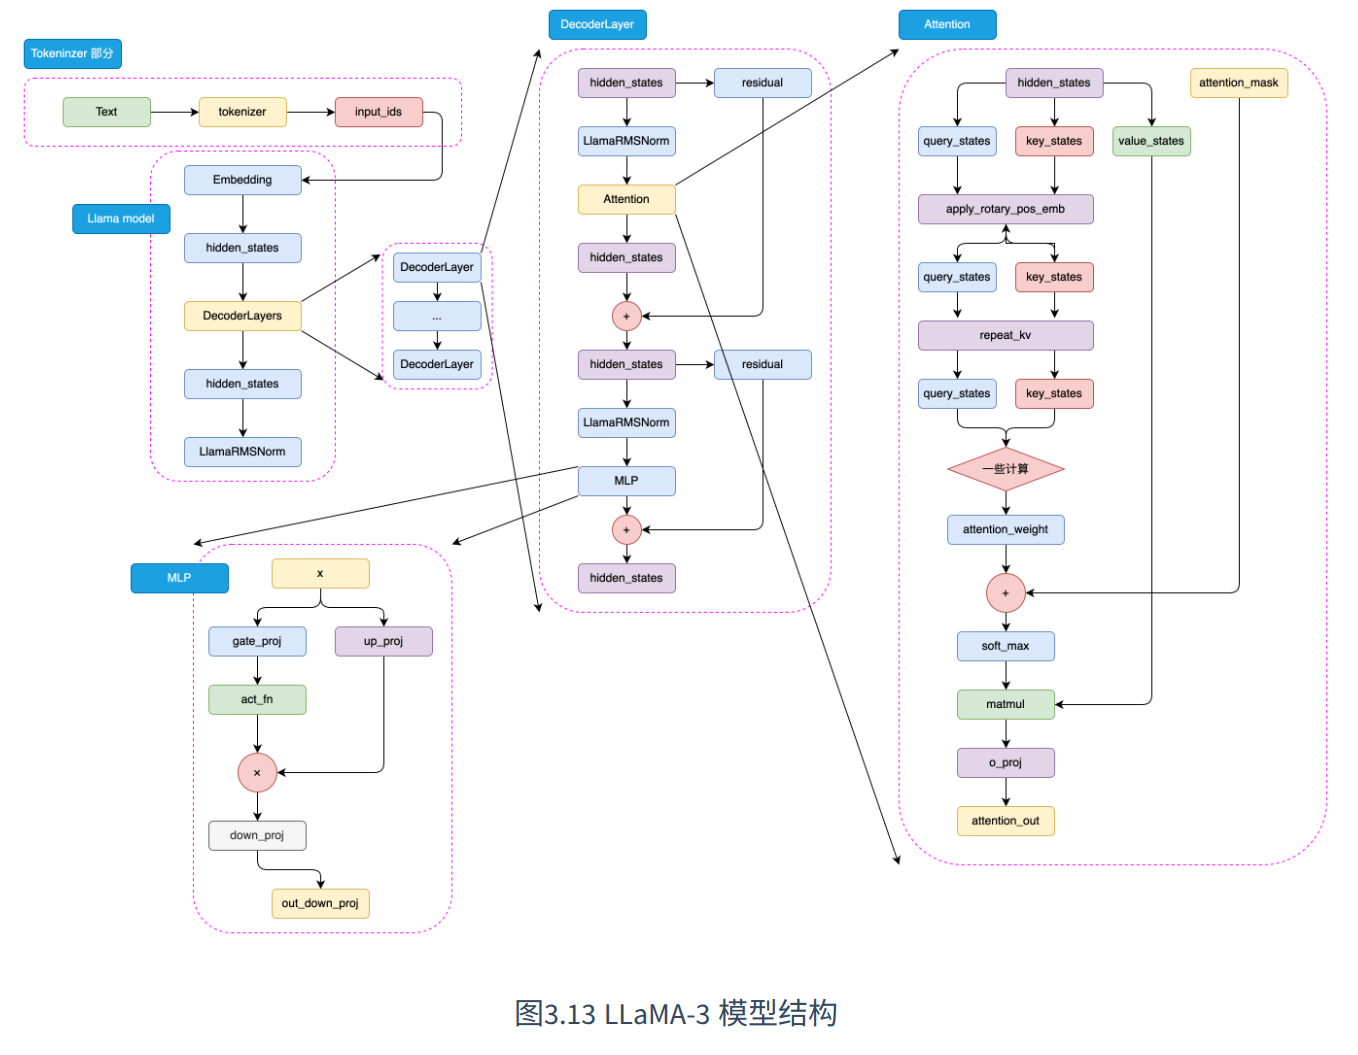 Tokeninzer 部分
Text
tokenizer
input_ids
Llama model
Embedding
hidden_states
DecoderLayers
hidden_states
LlamaRMSNorm
DecoderLayer
...
DecoderLayer
DecoderLayer
hidden_states
residual
LlamaRMSNorm
Attention
hidden_states
+
hidden_states
residual
LlamaRMSNorm
MLP
+
hidden_states
MLP
x
gate_proj
up_proj
act_fn
×
down_proj
out_down_proj
Attention
hidden_states
attention_mask
query_states
key_states
value_states
apply_rotary_pos_emb
query_states
key_states
repeat_kv
query_states
key_states
一些计算
attention_weight
+
soft_max
matmul
o_proj
attention_out
图3.13 LLaMA-3 模型结构